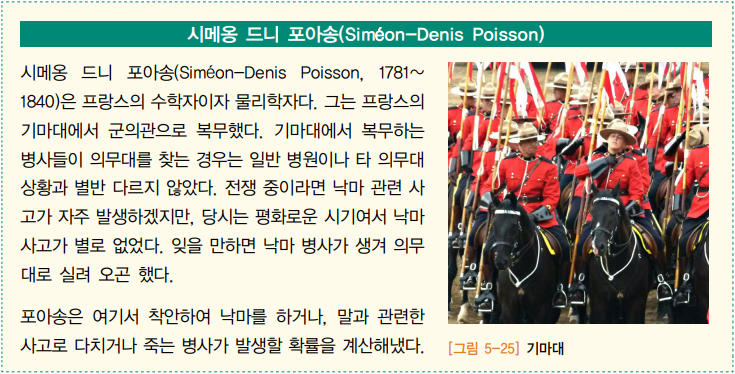 시메옹 드니 포아송(Siméon-Denis Poisson)
시메옹 드니 포아송(Siméon-Denis Poisson, 1781~
1840)은 프랑스의 수학자이자 물리학자다. 그는 프랑스의
기마대에서 군의관으로 복무했다. 기마대에서 복무하는
병사들이 의무대를 찾는 경우는 일반 병원이나 타 의무대
상황과 별반 다르지 않았다. 전쟁 중이라면 낙마 관련 사
고가 자주 발생하겠지만, 당시는 평화로운 시기여서 낙마
사고가 별로 없었다. 잊을 만하면 낙마 병사가 생겨 의무
대로 실려 오곤 했다.
포아송은 여기서 착안하여 낙마를 하거나, 말과 관련한
사고로 다치거나 죽는 병사가 발생할 확률을 계산해냈다.
[그림 5-25] 기마대